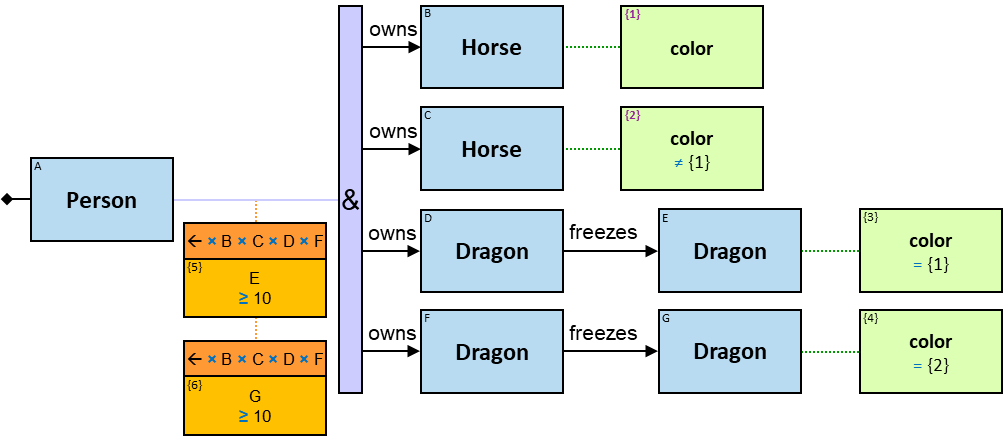 A
Person
← × B × C × D × F
{5}
E
≥ 10
← × B × C × D × F
{6}
G
≥ 10
&
owns
B
Horse
{1}
color
owns
C
Horse
{2}
color
≠ {1}
owns
D
Dragon
freezes
E
Dragon
{3}
color
= {1}
owns
F
Dragon
freezes
G
Dragon
{4}
color
= {2}